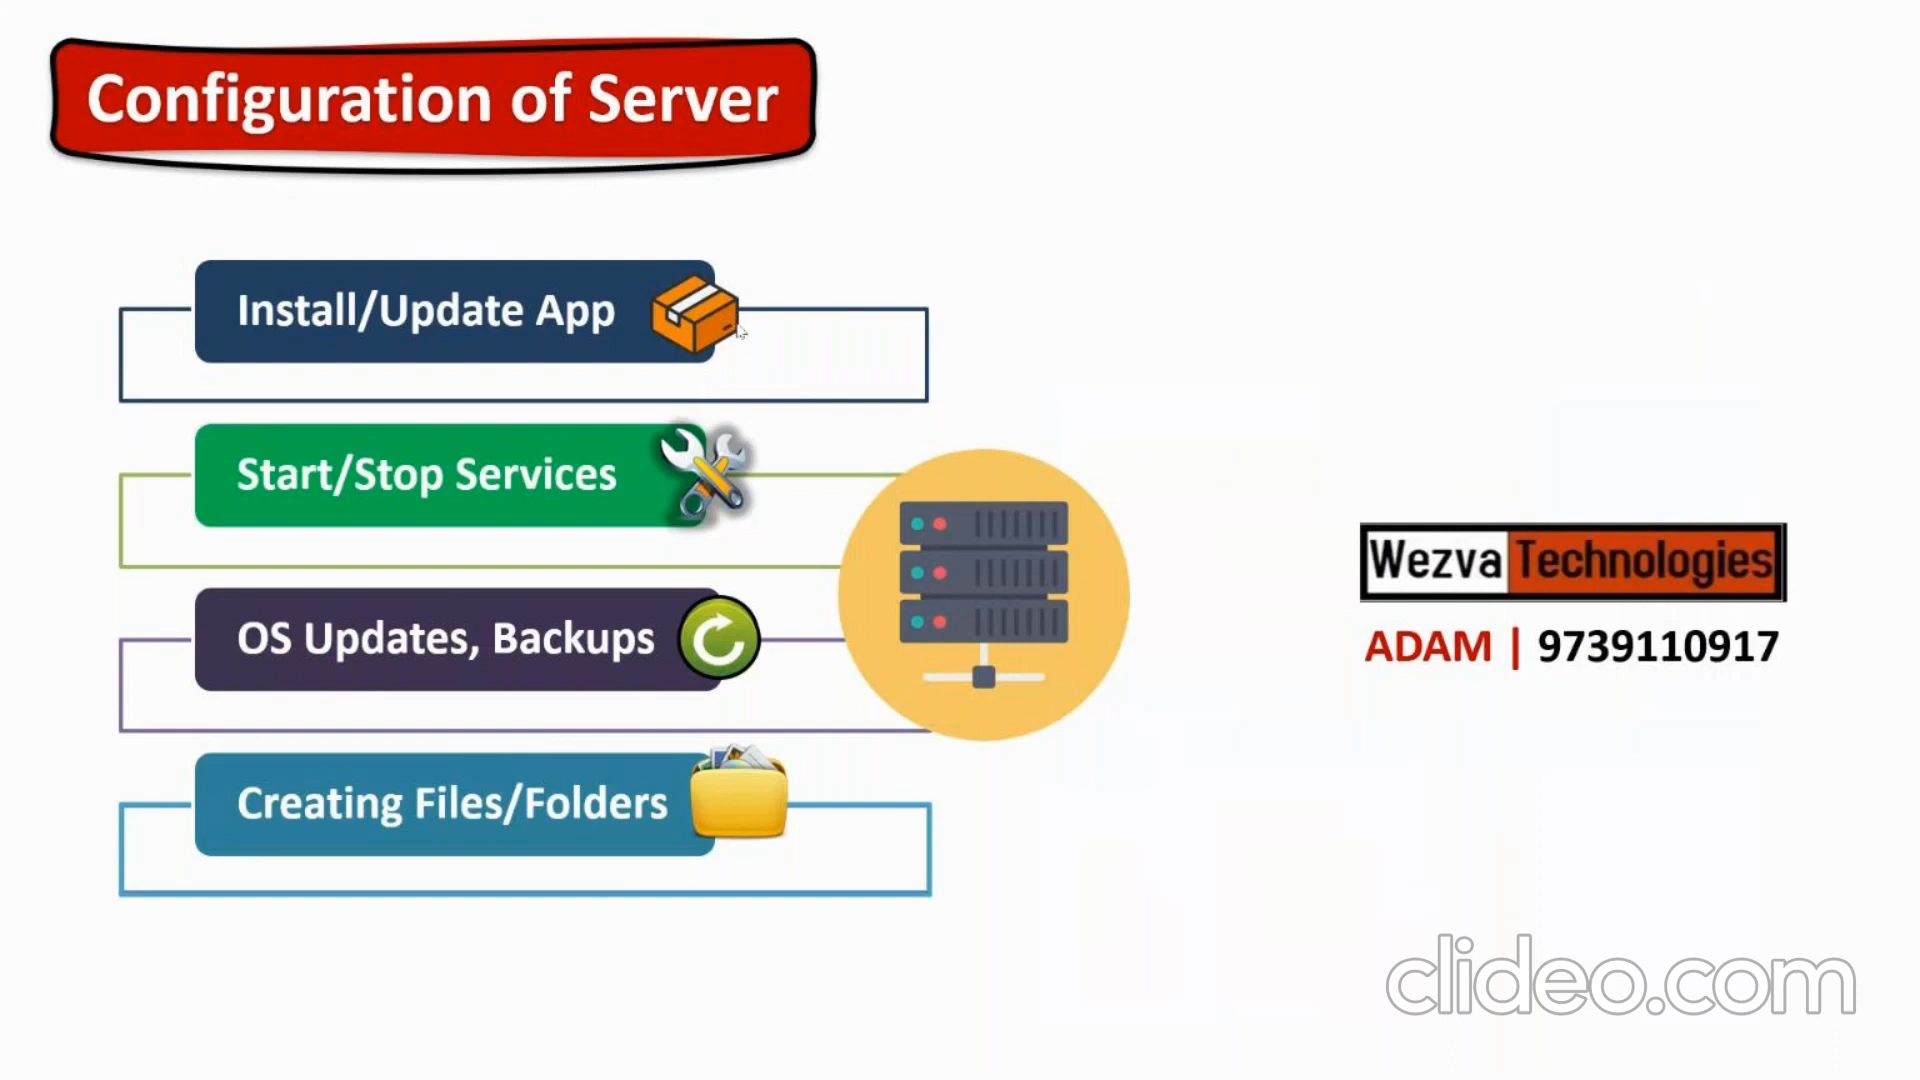 Configuration of Server
Install/Update App
Start/Stop Services
OS Updates, Backups
Creating Files/Folders
Wezva Technologies
ADAM | 9739110917
clideo.com